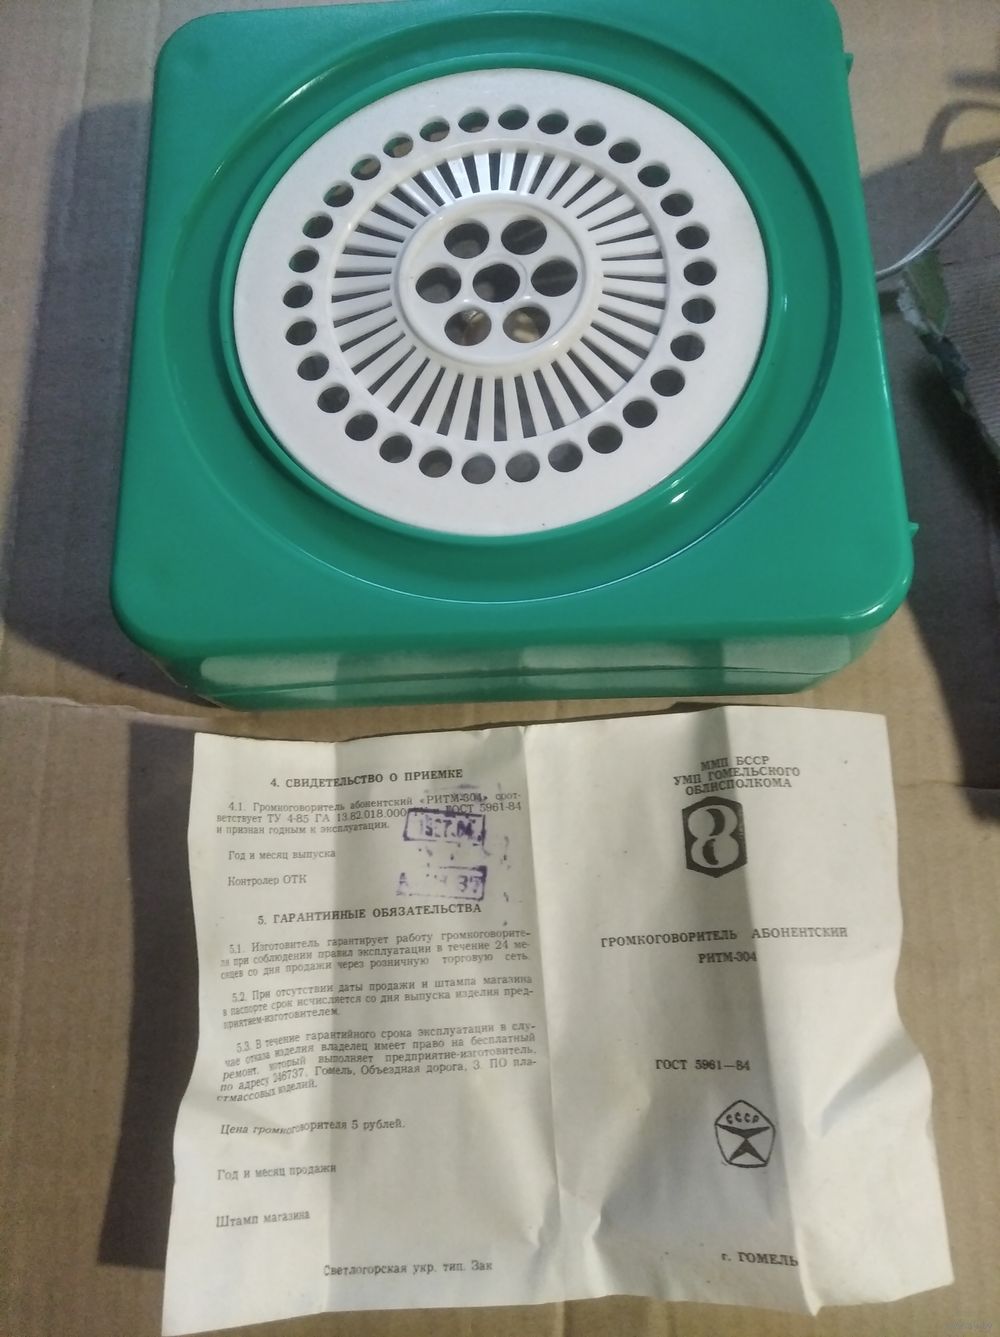 4. СВИДЕТЕЛЬСТВО О ПРИЕМКЕ
4.1. Громкоговоритель абонентский «РИТМ-304» соот-
ветствует ТУ 4-85 ГА 13.82.018.000 ГОСТ 5961-84
и признан годным к эксплуатации.
Год и месяц выпуска
Контролер ОТК
5. ГАРАНТИЙНЫЕ ОБЯЗАТЕЛЬСТВА
5.1. Изготовитель гарантирует работу громкоговорите-
ля при соблюдении правил эксплуатации в течение 24 ме-
сяцев со дня продажи через розничную торговую сеть.
5.2. При отсутствии даты продажи и штампа магазина
в паспорте срок исчисляется со дня выпуска изделия пред-
приятием-изготовителем.
5.3. В течение гарантийного срока эксплуатации в слу-
чае отказа изделия владелец имеет право на бесплатный
ремонт, который выполняет предприятие-изготовитель.
по адресу 246737, Гомель, Объездная дорога, 3. ПО пла-
стмассовых изделий.
Цена громкоговорителя 5 рублей.
Год и месяц продажи
Штамп магазина
Светлогорская укр. тип. Зак
ММП БССР
УМП ГОМЕЛЬСКОГО
ОБЛИСПОЛКОМА
ГРОМКОГОВОРИТЕЛЬ АБОНЕНТСКИЙ
РИТМ-304
ГОСТ 5961—84
СССР
г. ГОМЕЛЬ